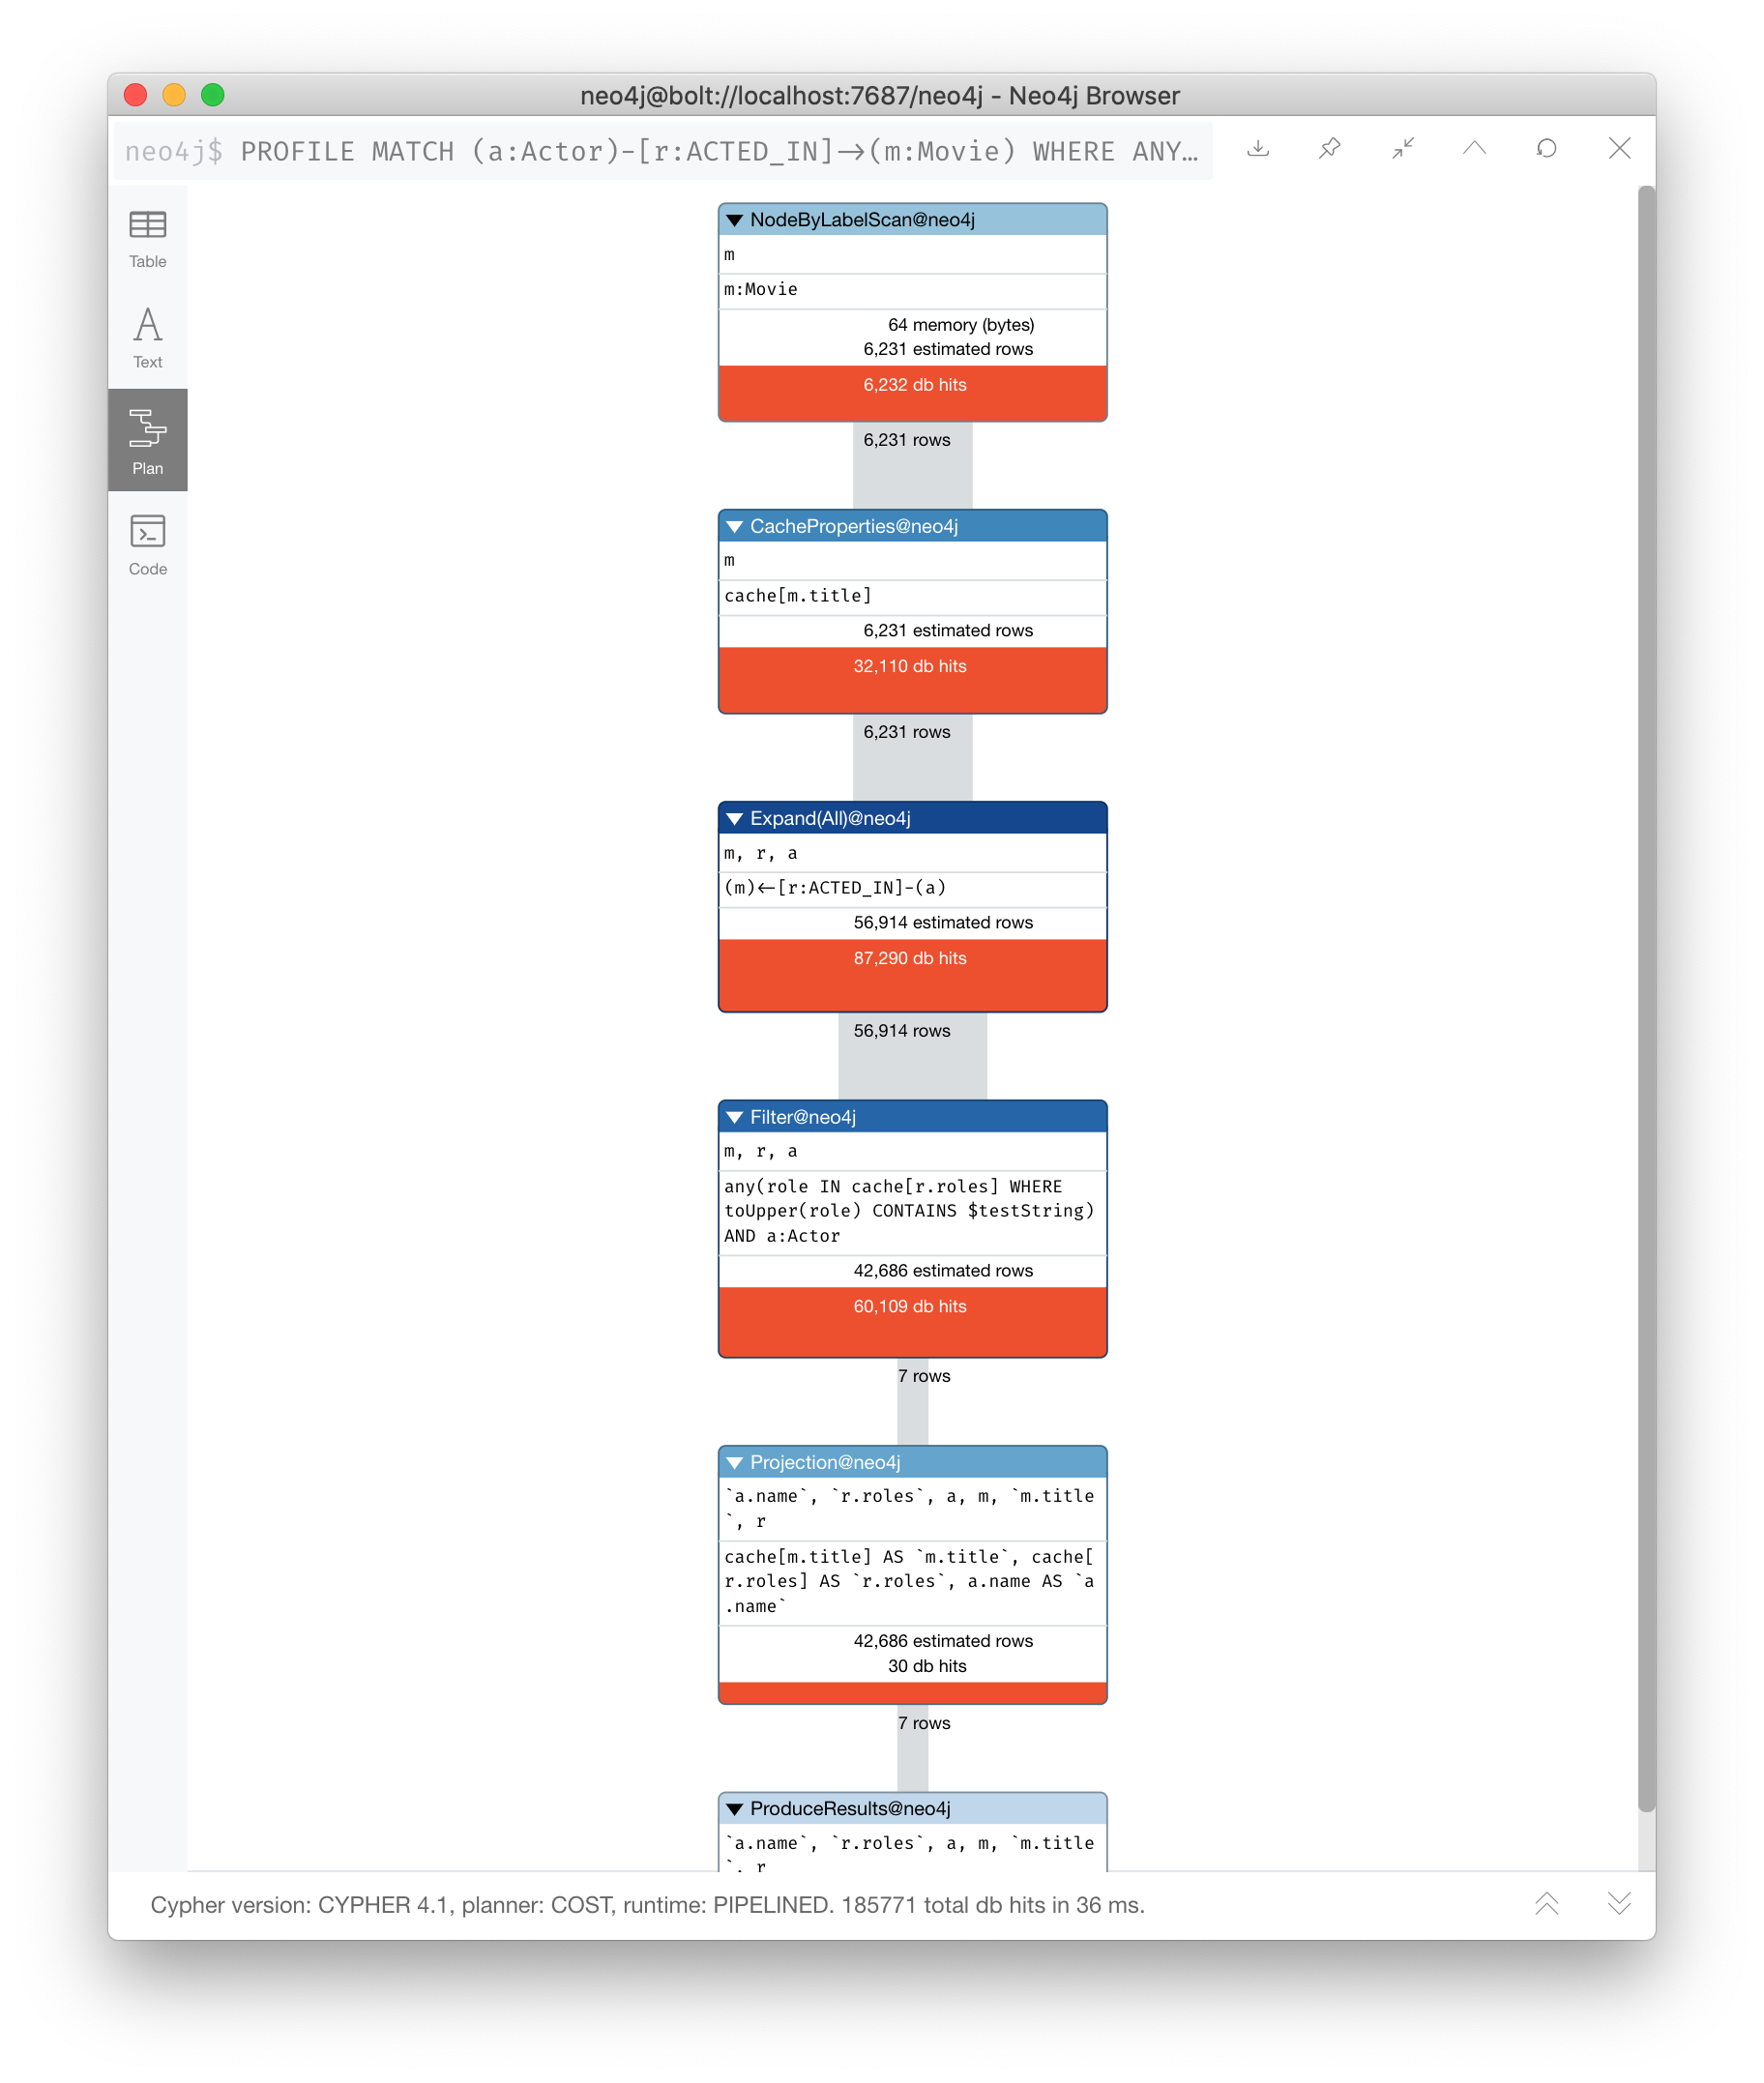 neo4j@bolt://localhost:7687/neo4j - Neo4j Browser
neo4j$ PROFILE MATCH (a:Actor)-[r:ACTED_IN]→(m:Movie) WHERE ANY…
Table
Text
Plan
Code
NodeByLabelScan@neo4j
m
m:Movie
64 memory (bytes)
6,231 estimated rows
6,232 db hits
6,231 rows
CacheProperties@neo4j
m
cache[m.title]
6,231 estimated rows
32,110 db hits
6,231 rows
Expand(All)@neo4j
m, r, a
(m)←[r:ACTED_IN]-(a)
56,914 estimated rows
87,290 db hits
56,914 rows
Filter@neo4j
m, r, a
any(role IN cache[r.roles] WHERE
toUpper(role) CONTAINS $testString)
AND a:Actor
42,686 estimated rows
60,109 db hits
7 rows
Projection@neo4j
`a.name`, `r.roles`, a, m, `m.title
`, r
cache[m.title] AS `m.title`, cache[
r.roles] AS `r.roles`, a.name AS `a
.name`
42,686 estimated rows
30 db hits
7 rows
ProduceResults@neo4j
`a.name`, `r.roles`, a, m, `m.title
`, r
Cypher version: CYPHER 4.1, planner: COST, runtime: PIPELINED. 185771 total db hits in 36 ms.